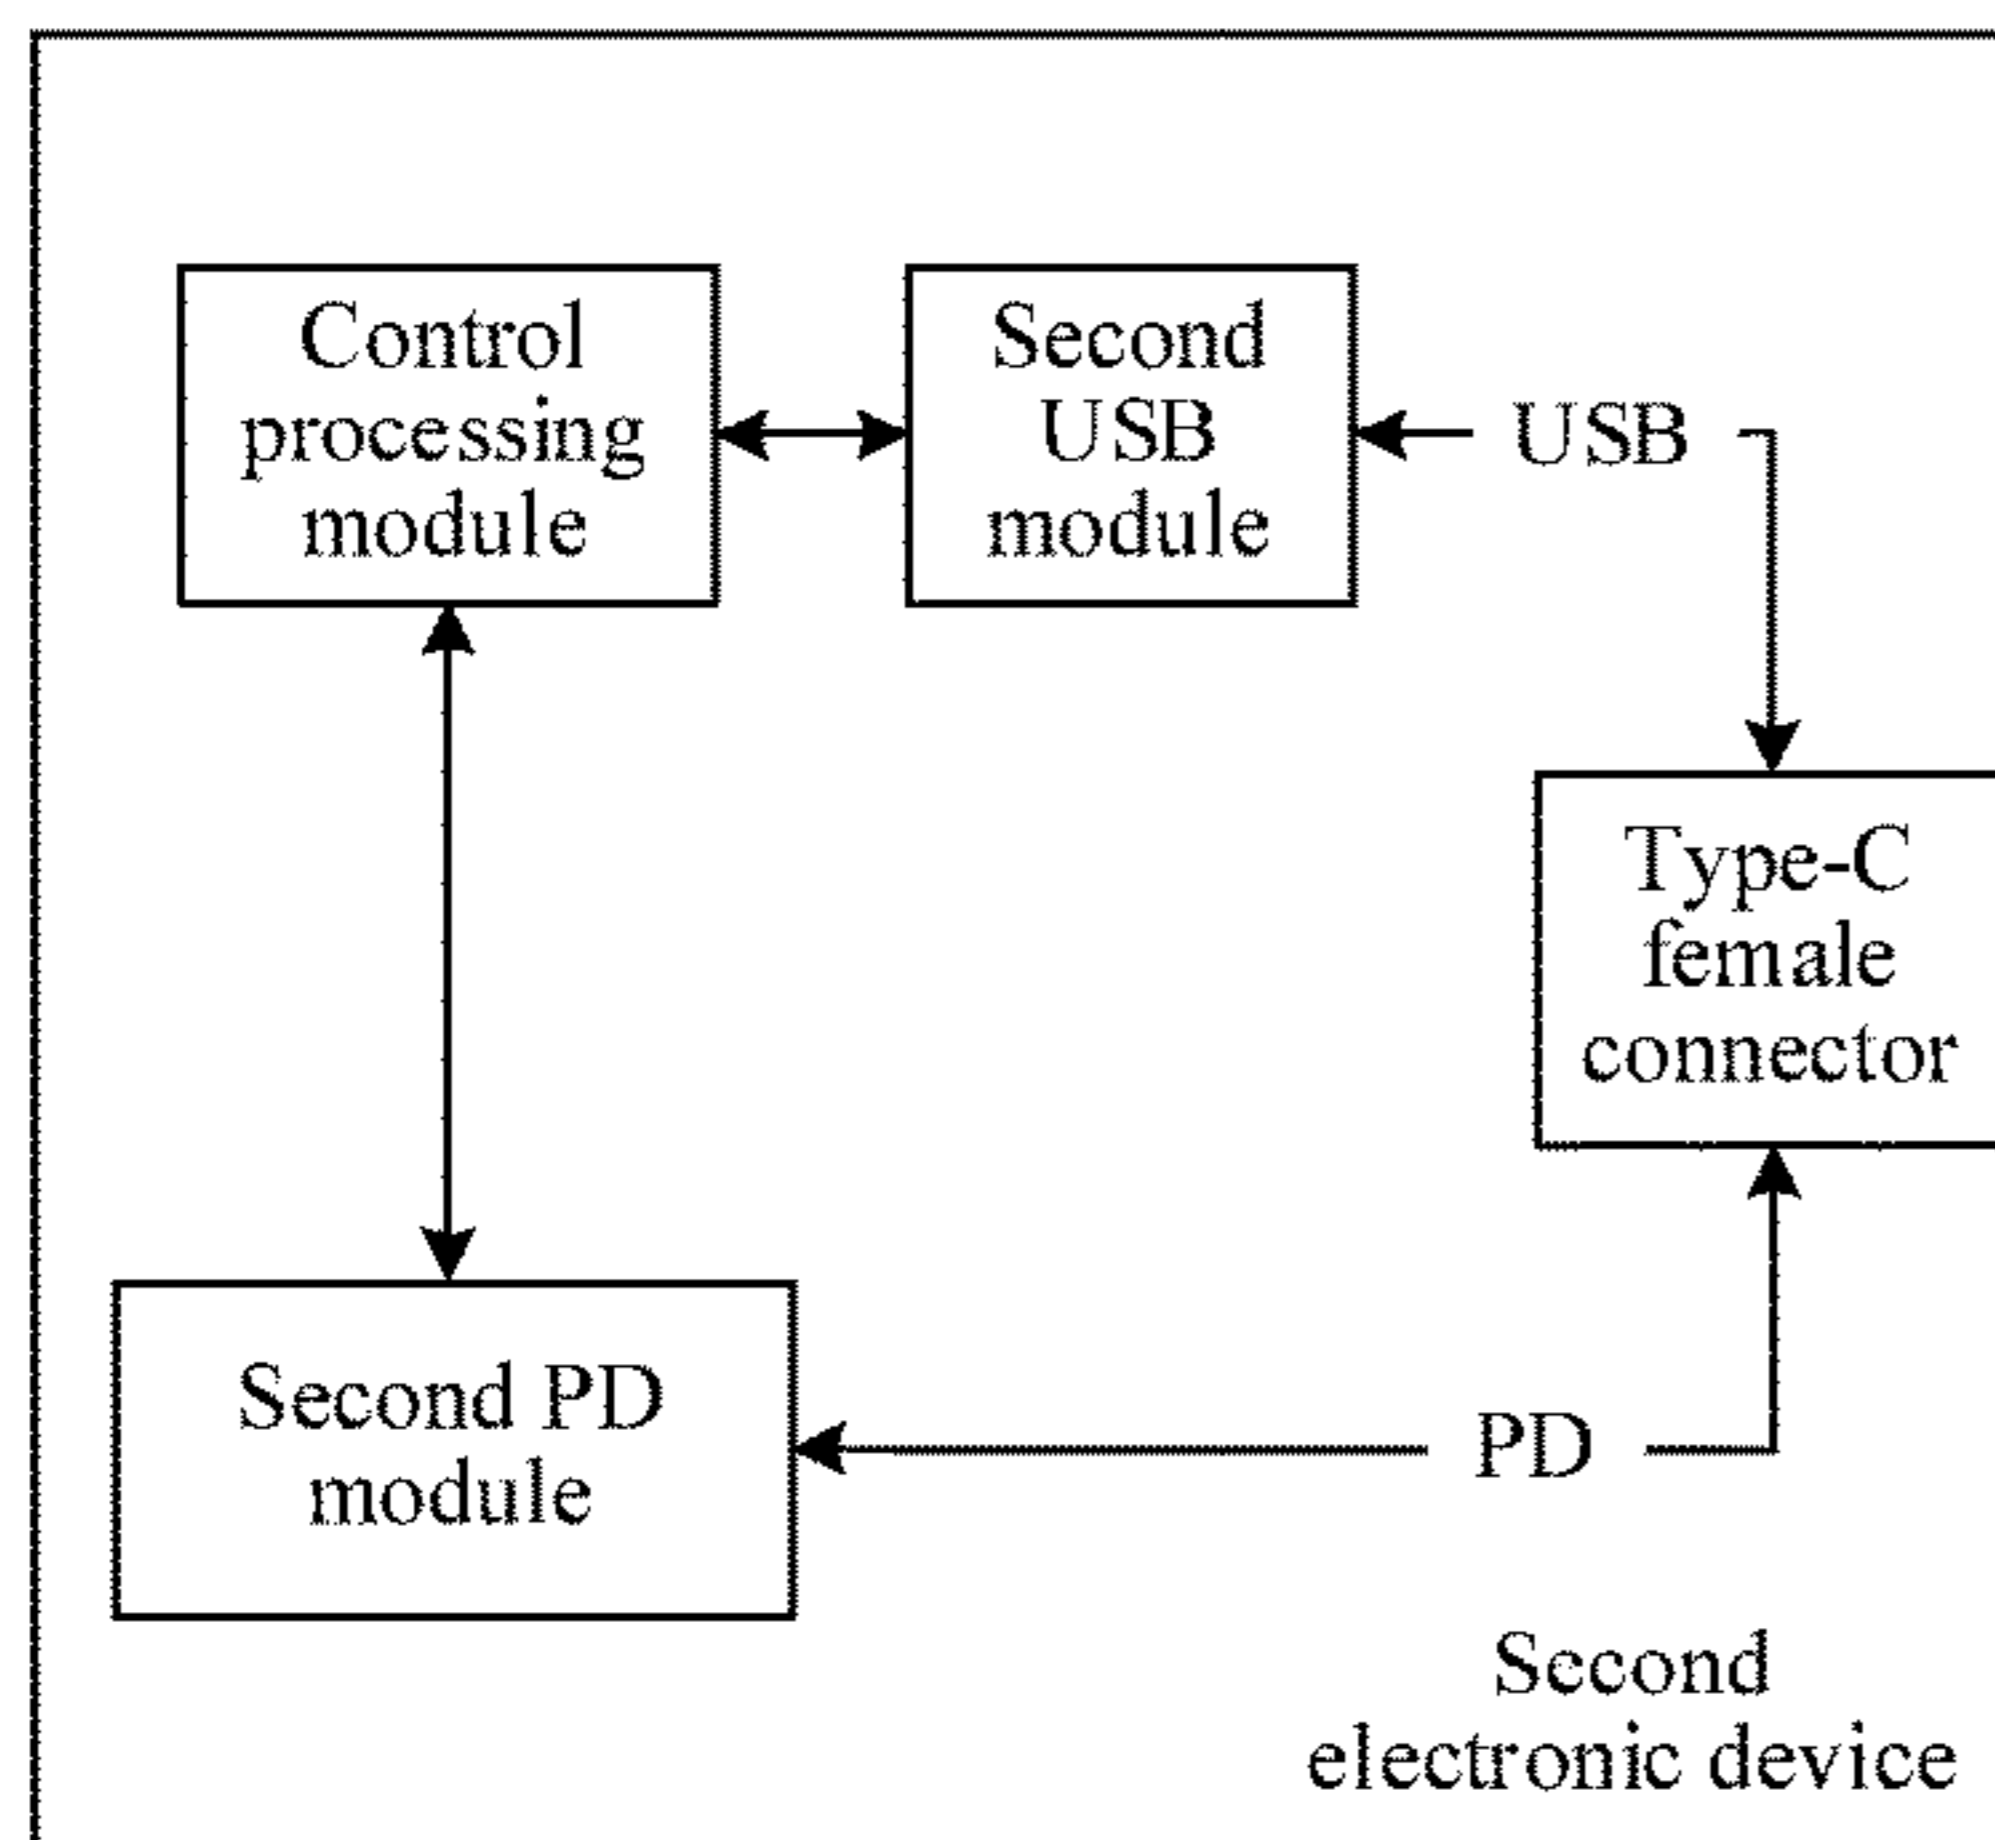 Control
processing
module
Second
USB
module
USB
Type-C
female
connector
Second PD
module
PD
Second
electronic device